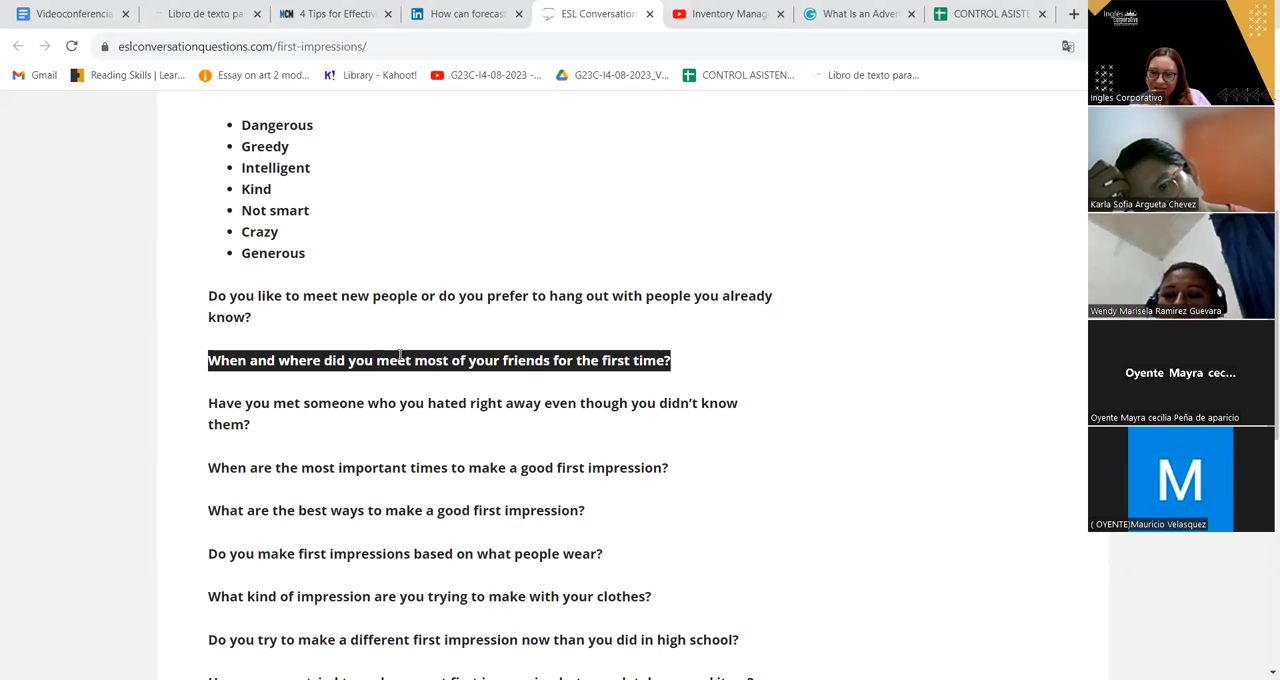 Videoconferencia
Libro de texto pa
4 Tips for Effectiv
How can forecast
ESL Conversation
Inventory Manag
What Is an Adver
CONTROL ASISTE
eslconversationquestions.com/first-impressions/
Gmail
Reading Skills | Lear...
Essay on art 2 mod...
Library - Kahoot!
G23C-I4-08-2023 -...
G23C-I4-08-2023_V...
CONTROL ASISTEN...
Libro de texto para...
• Dangerous
• Greedy
• Intelligent
• Kind
• Not smart
• Crazy
• Generous
Do you like to meet new people or do you prefer to hang out with people you already
know?
When and where did you meet most of your friends for the first time?
Have you met someone who you hated right away even though you didn't know
them?
When are the most important times to make a good first impression?
What are the best ways to make a good first impression?
Do you make first impressions based on what people wear?
What kind of impression are you trying to make with your clothes?
Do you try to make a different first impression now than you did in high school?
Inglés
Corporativo
Ingles Corporativo
Karla Sofia Argueta Chevez
Wendy Marisela Ramirez Guevara
Oyente Mayra cec...
Oyente Mayra cecilia Peña de aparicio
M
( OYENTE)Mauricio Velasquez